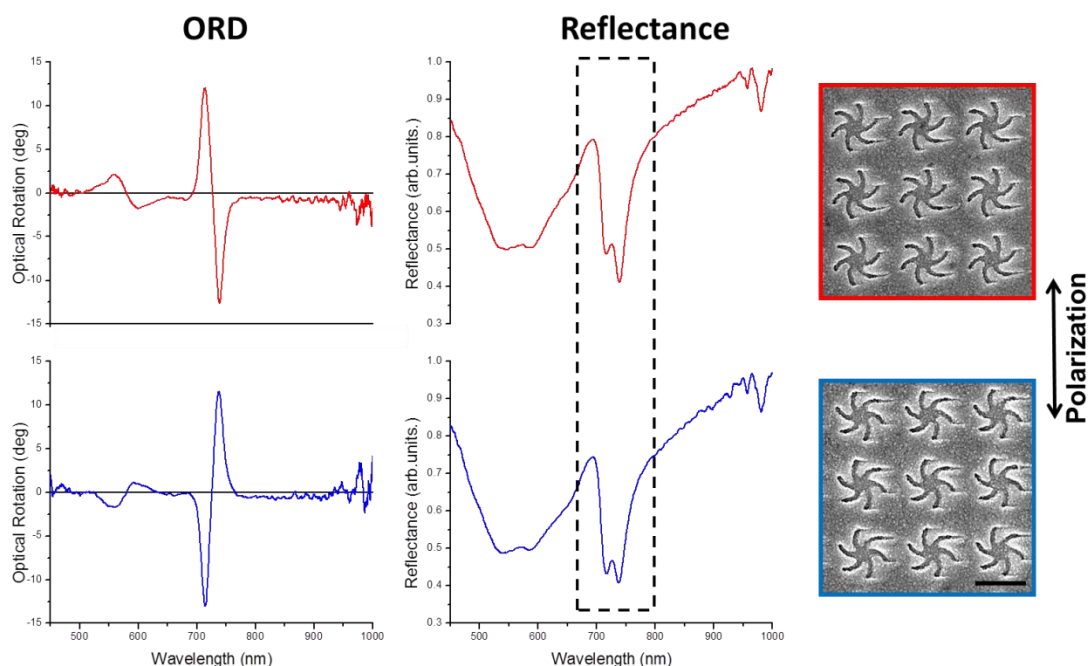 ORD
Reflectance
15
10
5
0
-5
-10
-15
Optical Rotation (deg)
1.0
0.9
0.8
0.7
0.6
0.5
0.4
0.3
Reflectance (arb.units.)
15
10
5
0
-5
-10
-15
Optical Rotation (deg)
500 600 700 800 900 1000
Wavelength (nm)
1.0
0.9
0.8
0.7
0.6
0.5
0.4
0.3
Reflectance (arb.units.)
500 600 700 800 900 1000
Wavelength (nm)
Polarization